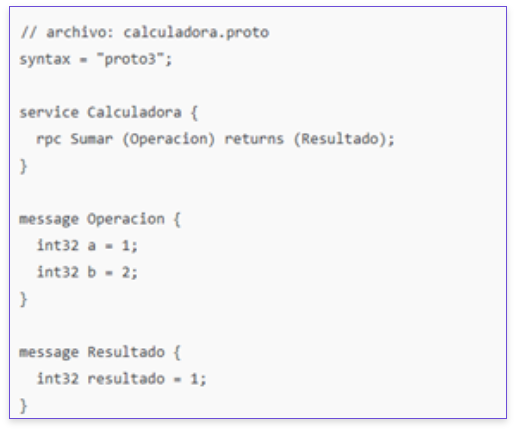 // archivo: calculadora.proto
syntax = "proto3";

service Calculadora {
  rpc Sumar (Operacion) returns (Resultado);
}

message Operacion {
  int32 a = 1;
  int32 b = 2;
}

message Resultado {
  int32 resultado = 1;
}